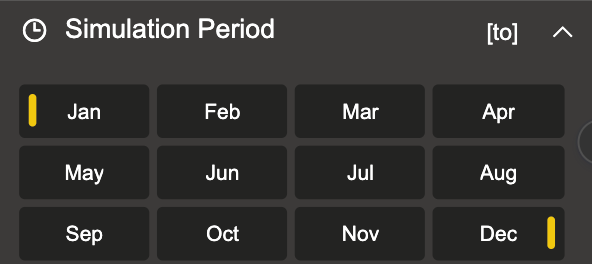 Simulation Period [to]
Jan Feb Mar Apr
May Jun Jul Aug
Sep Oct Nov Dec